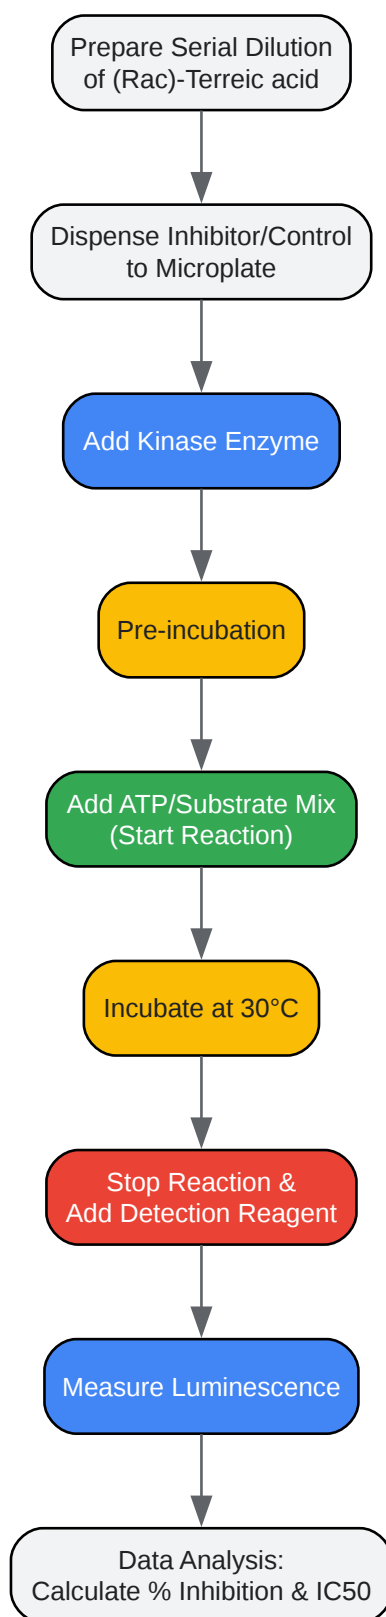 Prepare Serial Dilution
of (Rac)-Terreic acid
Dispense Inhibitor/Control
to Microplate
Add Kinase Enzyme
Pre-incubation
Add ATP/Substrate Mix
(Start Reaction)
Incubate at 30°C
Stop Reaction &
Add Detection Reagent
Measure Luminescence
Data Analysis:
Calculate % Inhibition & IC50